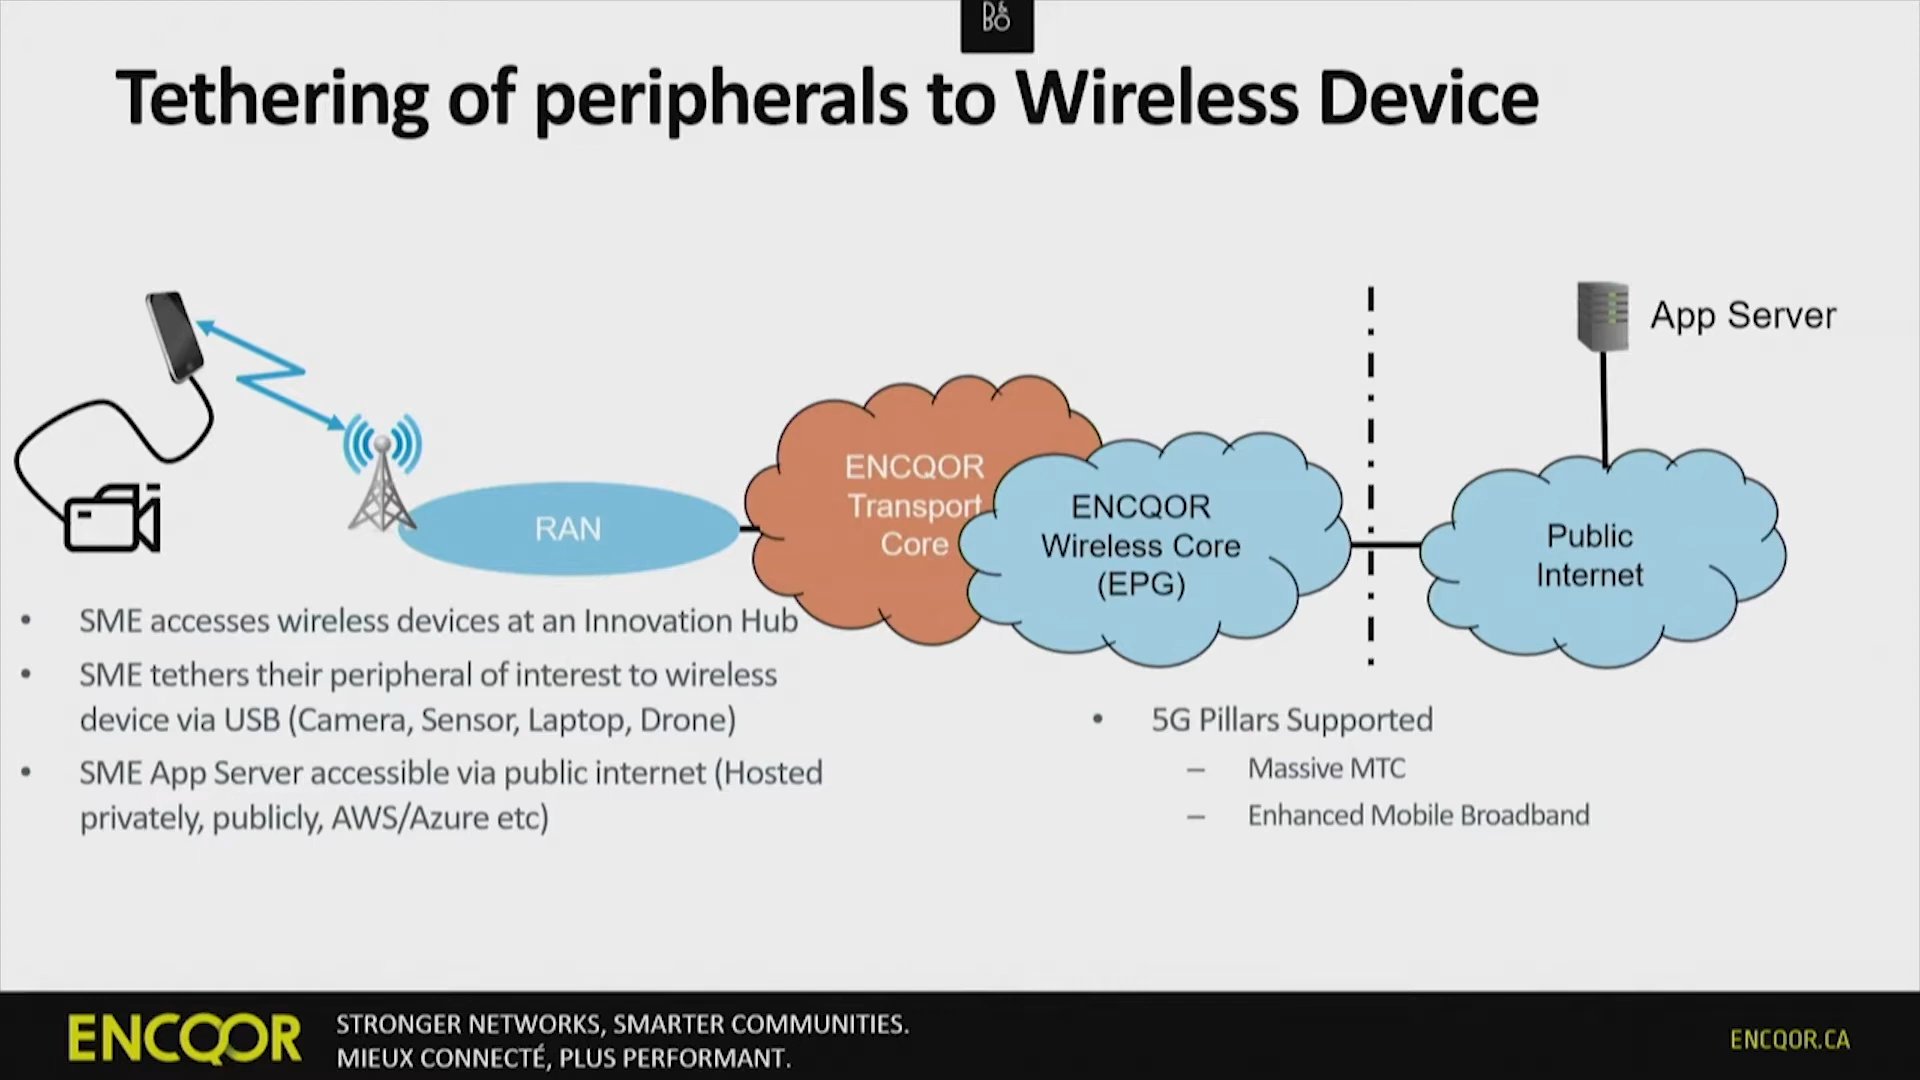 B&O
Tethering of peripherals to Wireless Device
App Server
ENCQOR
Transport
Core
ENCQOR
Wireless Core
(EPG)
Public
Internet
RAN
• SME accesses wireless devices at an Innovation Hub
• SME tethers their peripheral of interest to wireless
device via USB (Camera, Sensor, Laptop, Drone)
• SME App Server accessible via public internet (Hosted
privately, publicly, AWS/Azure etc)
• 5G Pillars Supported
– Massive MTC
– Enhanced Mobile Broadband
ENCQOR
STRONGER NETWORKS, SMARTER COMMUNITIES.
MIEUX CONNECTÉ, PLUS PERFORMANT.
ENCQOR.CA